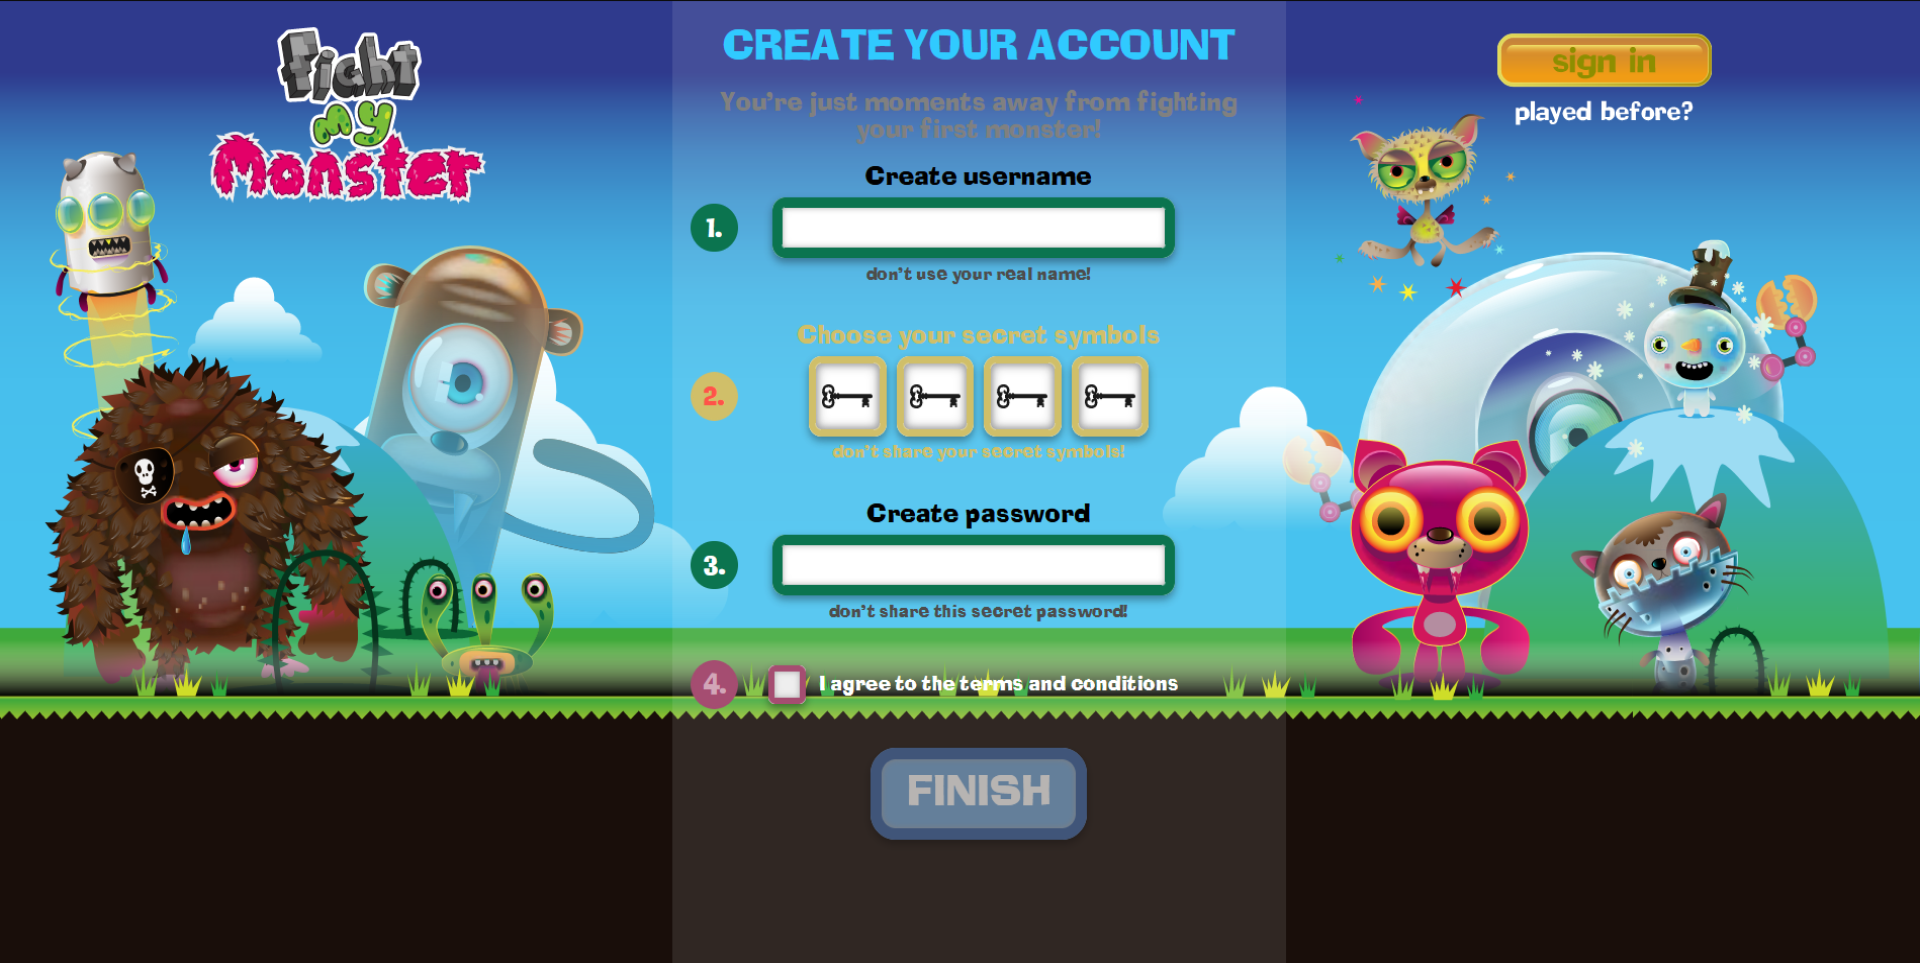 fight
my
Monster
CREATE YOUR ACCOUNT
You're just moments away from fighting
your first monster!
sign in
played before?
Create username
1.
don't use your real name!
Choose your secret symbols
2.
don't share your secret symbols!
Create password
3.
don't share this secret password!
4. I agree to the terms and conditions
FINISH